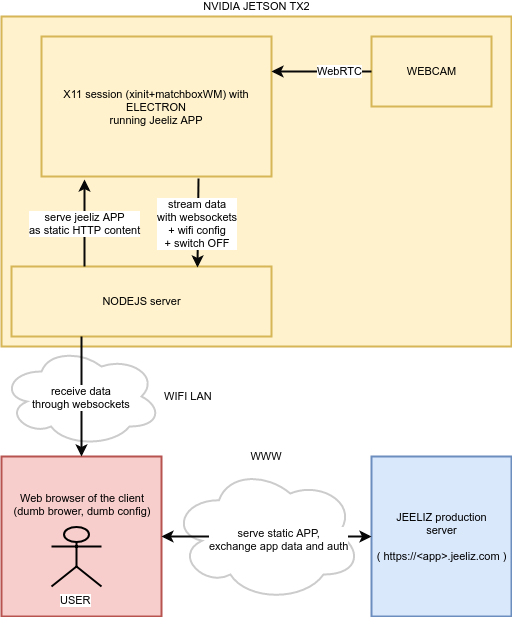 NVIDIA JETSON TX2
X11 session (xinit+matchboxWM) with
ELECTRON
running Jeeliz APP
WebRTC
WEBCAM
serve jeeliz APP
as static HTTP content
stream data
with websockets
+ wifi config
+ switch OFF
NODEJS server
receive data
through websockets
WIFI LAN
WWW
Web browser of the client
(dumb brower, dumb config)
USER
serve static APP,
exchange app data and auth
JEELIZ production
server
( https://<app>.jeeliz.com )